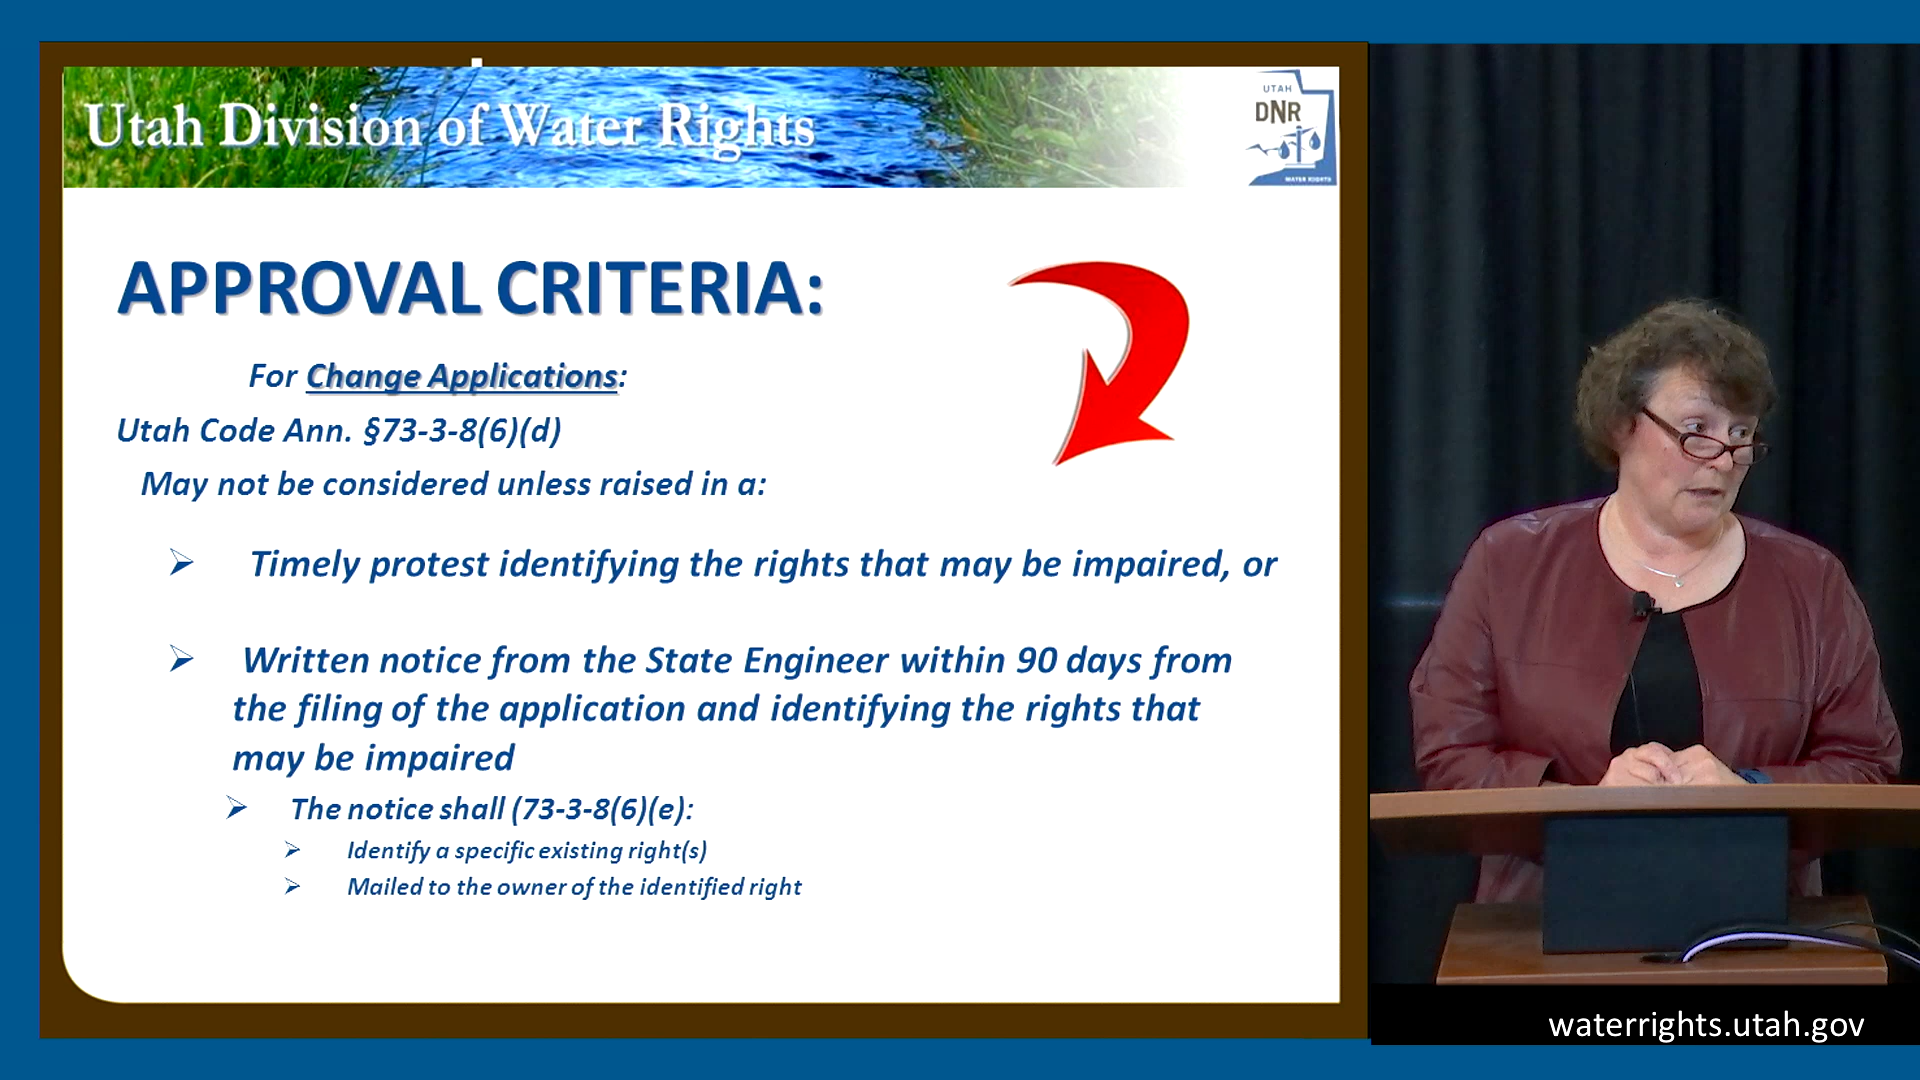 Utah Division of Water Rights
UTAH
DNR
WATER RIGHTS
APPROVAL CRITERIA:
For Change Applications:
Utah Code Ann. §73-3-8(6)(d)
May not be considered unless raised in a:
Timely protest identifying the rights that may be impaired, or
Written notice from the State Engineer within 90 days from
the filing of the application and identifying the rights that
may be impaired
The notice shall (73-3-8(6)(e):
Identify a specific existing right(s)
Mailed to the owner of the identified right
waterrights.utah.gov